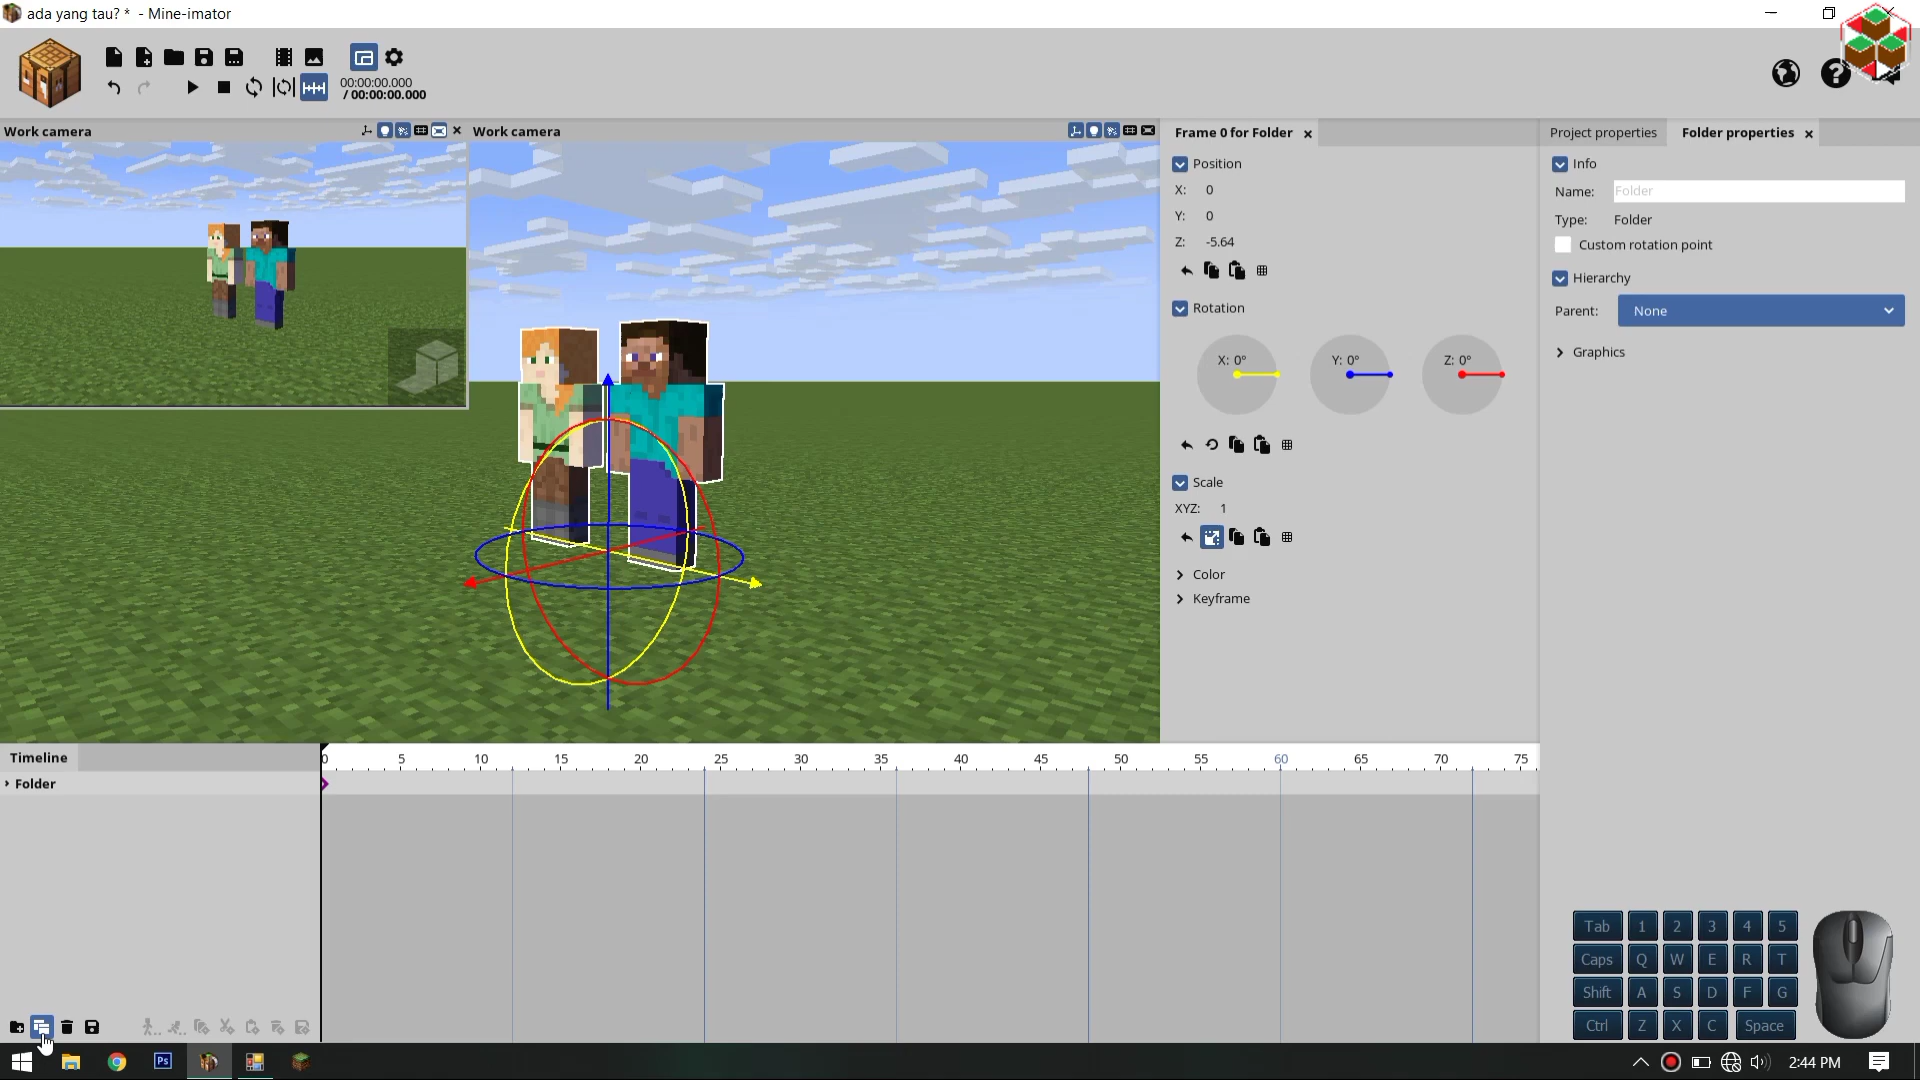 ada yang tau? * - Mine-imator
00:00:00.000
/ 00:00:00.000
Work camera
Work camera
Frame 0 for Folder
Position
X: 0
Y: 0
Z: -5.64
Rotation
X: 0°
Y: 0°
Z: 0°
Scale
XYZ: 1
Color
Keyframe
Project properties
Folder properties
Info
Name: Folder
Type: Folder
Custom rotation point
Hierarchy
Parent: None
Graphics
Timeline
0 5 10 15 20 25 30 35 40 45 50 55 60 65 70 75
Folder
Tab 1 2 3 4 5
Caps Q W E R T
Shift A S D F G
Ctrl Z X C Space
Ps
2:44 PM